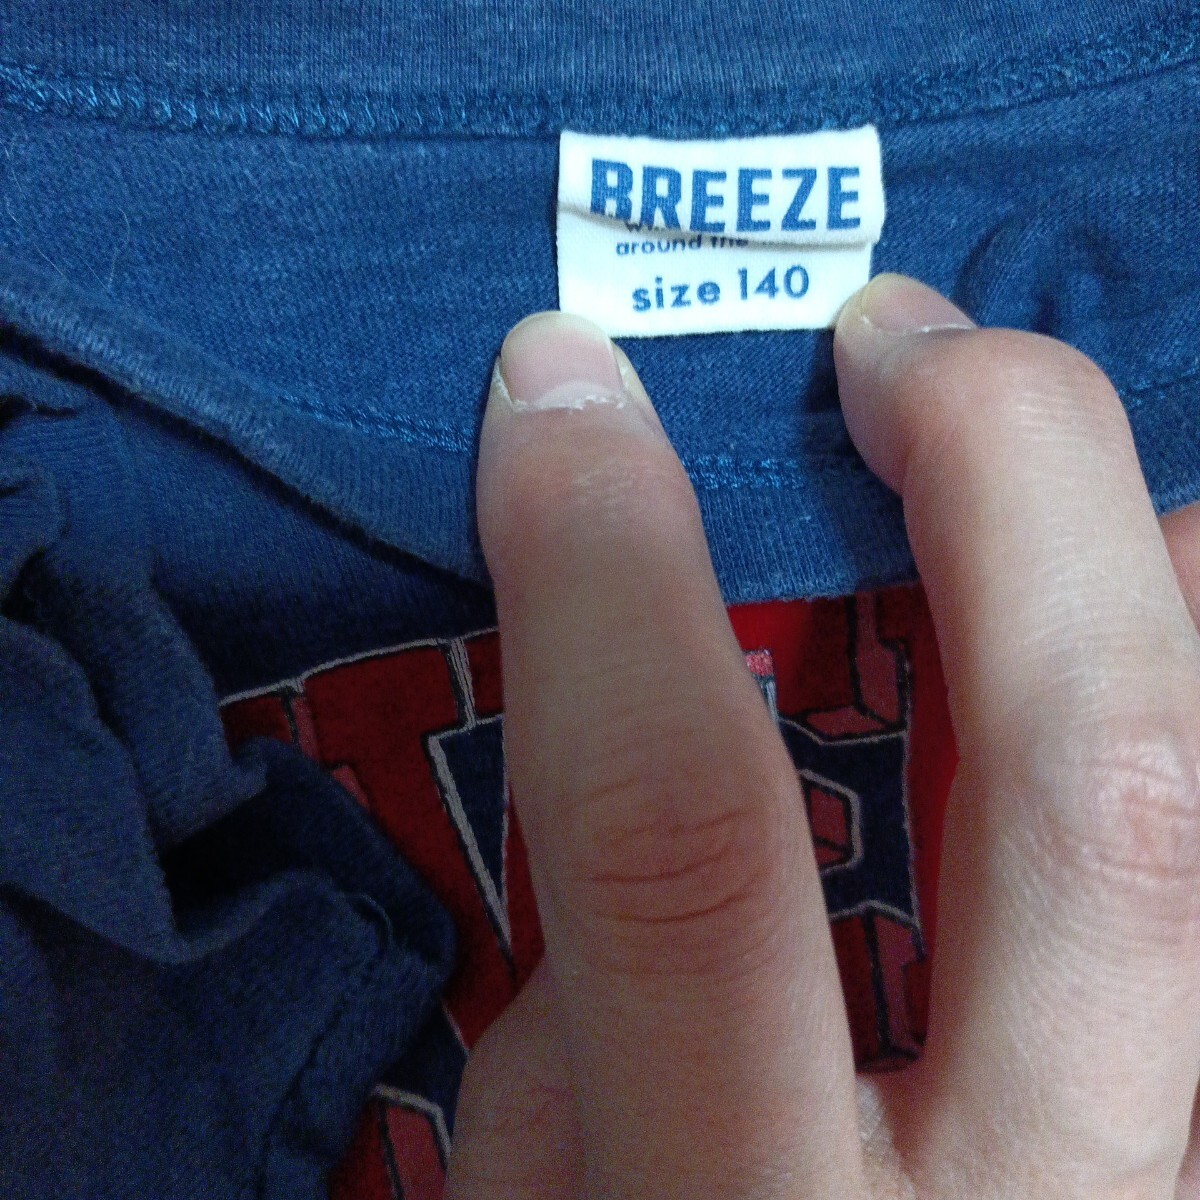 BREEZE
around the
size 140